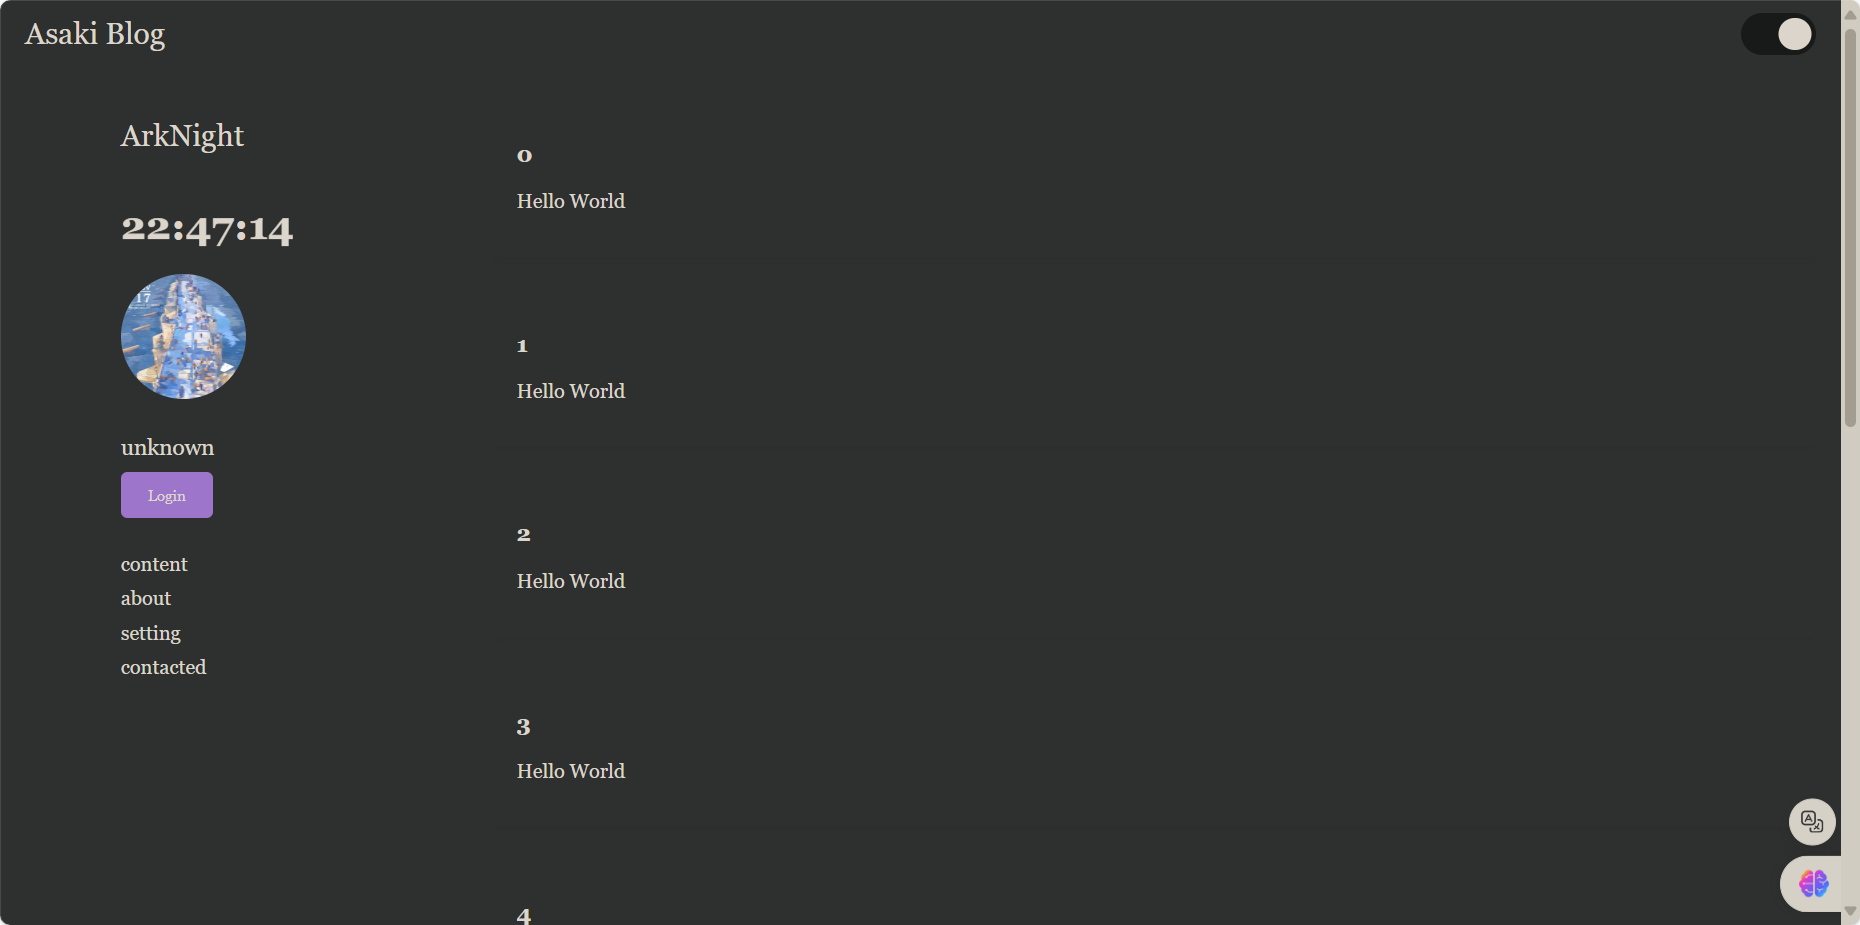 Asaki Blog
ArkNight
22:47:14
17
unknown
Login
content
about
setting
contacted
0
Hello World
1
Hello World
2
Hello World
3
Hello World
4